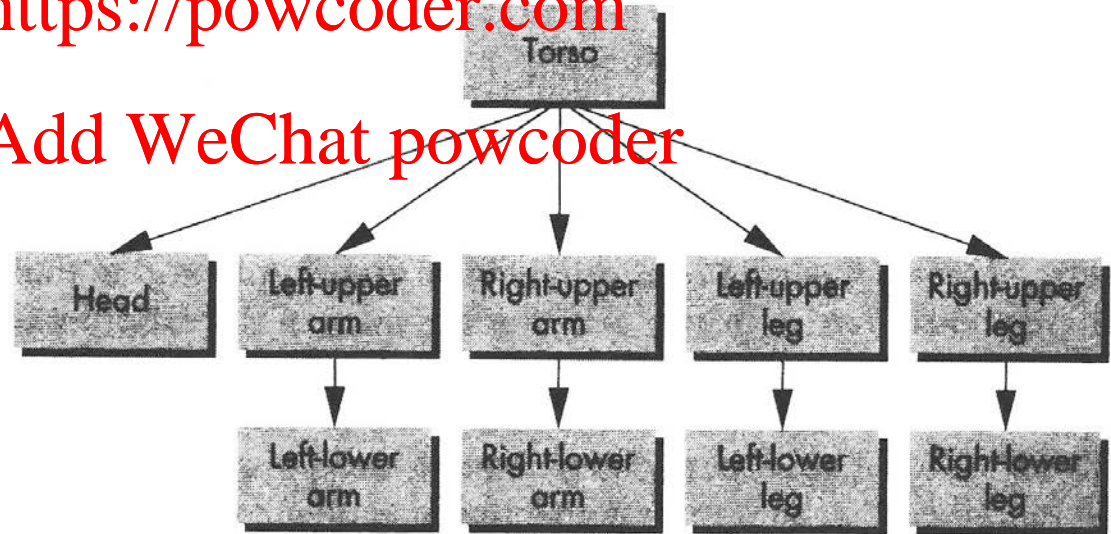 https://powcoder.com
Torso
Add WeChat powcoder
Head
Left-upper
arm
Right-upper
arm
Left-upper
leg
Right-upper
leg
Left-lower
arm
Right-lower
arm
Left-lower
leg
Right-lower
leg